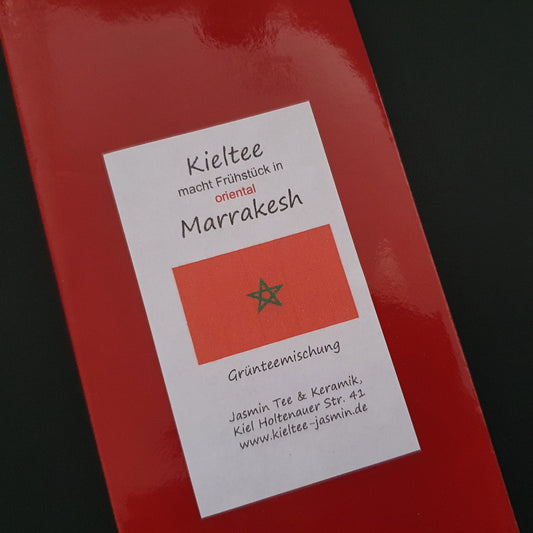 Kieltee
macht Frühstück in
oriental
Marrakesh
Grünteemischung
Jasmin Tee & Keramik,
Kiel Holtenauer Str. 41
www.kieltee-jasmin.de